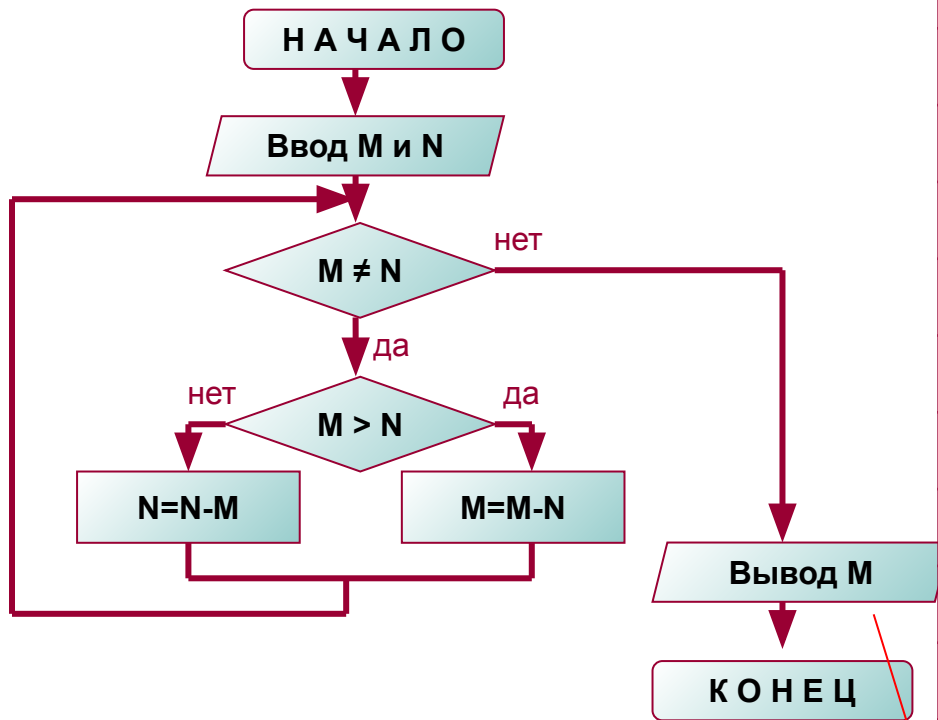 Н А Ч А Л О
Ввод M и N
M ≠ N
нет
да
нет
M > N
да
N=N-M
M=M-N
Вывод M
К О Н Е Ц